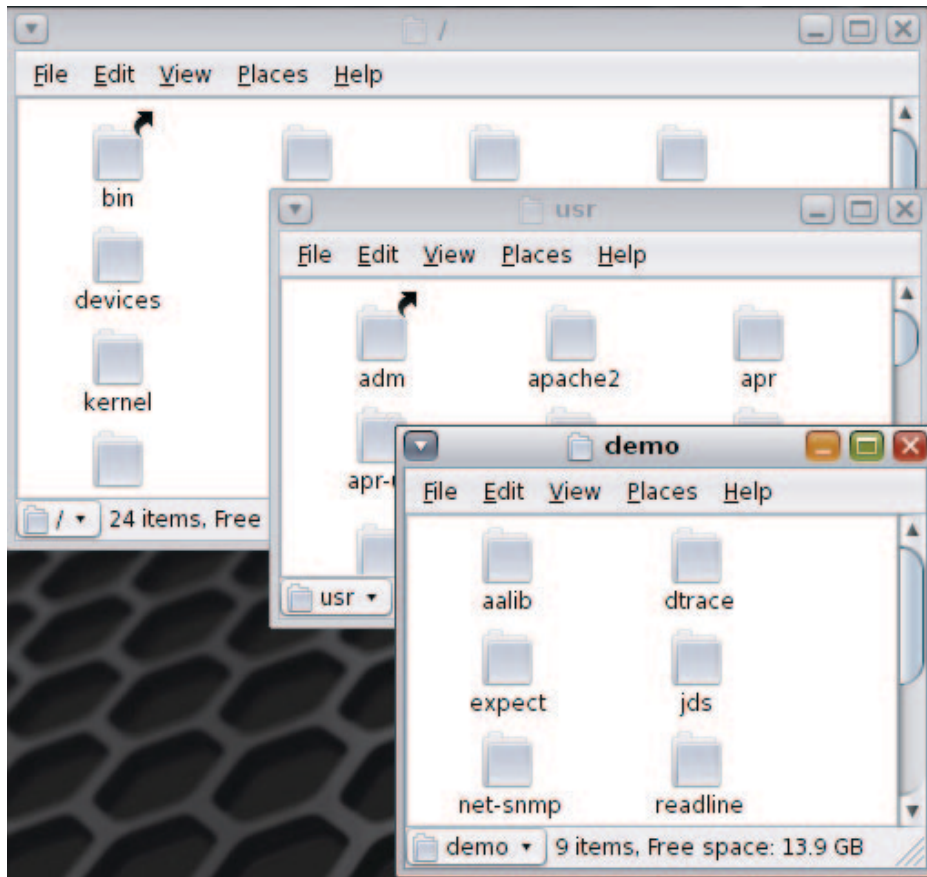 /
File Edit View Places Help
bin
devices
kernel
/ 24 items, Free
usr
File Edit View Places Help
adm apache2 apr
usr
demo
File Edit View Places Help
aalib dtrace
expect jds
net-snmp readline
demo 9 items, Free space: 13.9 GB